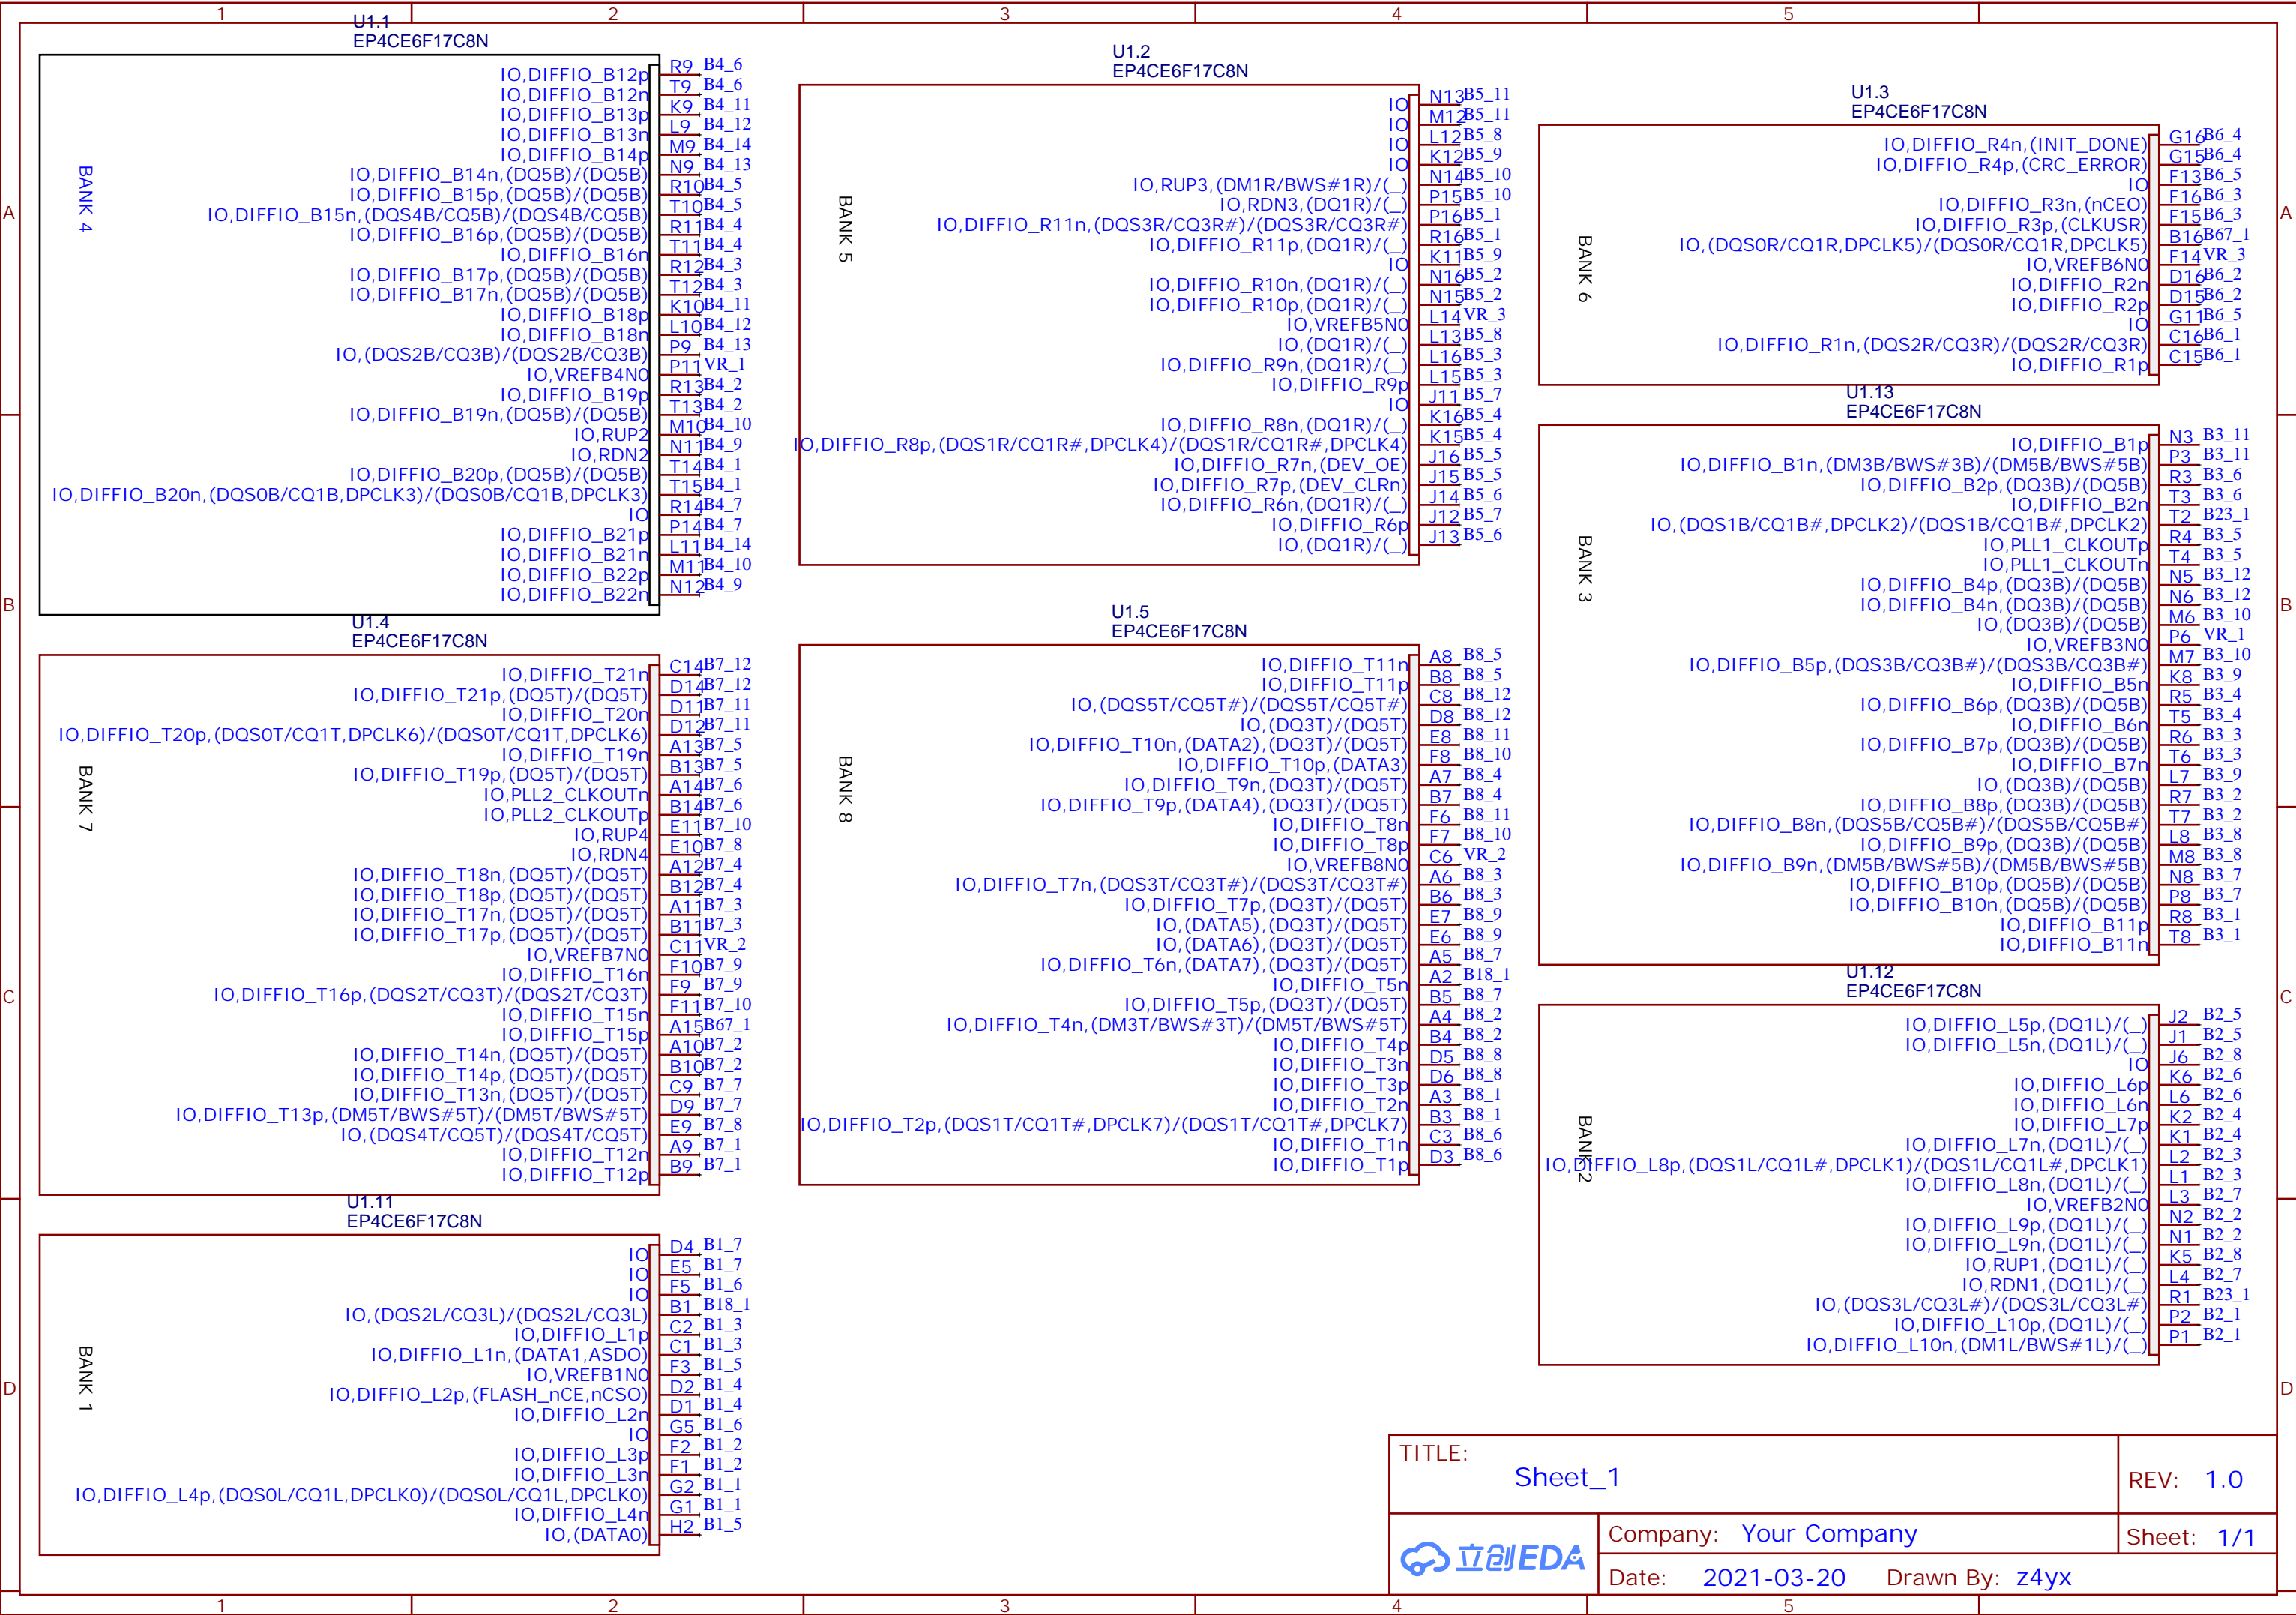 1 2 3 4 5
A
B
C
D
A
B
C
D
U1.1
EP4CE6F17C8N
BANK 4
IO,DIFFIO_B12p R9 B4_6
IO,DIFFIO_B12n T9 B4_6
IO,DIFFIO_B13p K9 B4_11
IO,DIFFIO_B13n L9 B4_12
IO,DIFFIO_B14p M9 B4_14
IO,DIFFIO_B14n,(DQ5B)/(DQ5B) N9 B4_13
IO,DIFFIO_B15p,(DQ5B)/(DQ5B) R10 B4_5
IO,DIFFIO_B15n,(DQS4B/CQ5B)/(DQS4B/CQ5B) T10 B4_5
IO,DIFFIO_B16p,(DQ5B)/(DQ5B) R11 B4_4
IO,DIFFIO_B16n T11 B4_4
IO,DIFFIO_B17p,(DQ5B)/(DQ5B) R12 B4_3
IO,DIFFIO_B17n,(DQ5B)/(DQ5B) T12 B4_3
IO,DIFFIO_B18p K10 B4_11
IO,DIFFIO_B18n L10 B4_12
IO,(DQS2B/CQ3B)/(DQS2B/CQ3B) P9 B4_13
IO,VREFB4N0 P11 VR_1
IO,DIFFIO_B19p R13 B4_2
IO,DIFFIO_B19n,(DQ5B)/(DQ5B) T13 B4_2
IO,RUP2 M10 B4_10
IO,RDN2 N11 B4_9
IO,DIFFIO_B20p,(DQ5B)/(DQ5B) T14 B4_1
IO,DIFFIO_B20n,(DQS0B/CQ1B,DPCLK3)/(DQS0B/CQ1B,DPCLK3) T15 B4_1
IO R14 B4_7
IO,DIFFIO_B21p P14 B4_7
IO,DIFFIO_B21n L11 B4_14
IO,DIFFIO_B22p M11 B4_10
IO,DIFFIO_B22n N12 B4_9
U1.2
EP4CE6F17C8N
BANK 5
IO N13 B5_11
IO M12 B5_11
IO L12 B5_8
IO K12 B5_9
IO,RUP3,(DM1R/BWS#1R)/(_) N14 B5_10
IO,RDN3,(DQ1R)/(_) P15 B5_10
IO,DIFFIO_R11n,(DQS3R/CQ3R#)/(DQS3R/CQ3R#) P16 B5_1
IO,DIFFIO_R11p,(DQ1R)/(_) R16 B5_1
IO K11 B5_9
IO,DIFFIO_R10n,(DQ1R)/(_) N16 B5_2
IO,DIFFIO_R10p,(DQ1R)/(_) N15 B5_2
IO,VREFB5N0 L14 VR_3
IO,(DQ1R)/(_) L13 B5_8
IO,DIFFIO_R9n,(DQ1R)/(_) L16 B5_3
IO,DIFFIO_R9p L15 B5_3
IO J11 B5_7
IO,DIFFIO_R8n,(DQ1R)/(_) K16 B5_4
IO,DIFFIO_R8p,(DQS1R/CQ1R#,DPCLK4)/(DQS1R/CQ1R#,DPCLK4) K15 B5_4
IO,DIFFIO_R7n,(DEV_OE) J16 B5_5
IO,DIFFIO_R7p,(DEV_CLRn) J15 B5_5
IO,DIFFIO_R6n,(DQ1R)/(_) J14 B5_6
IO,DIFFIO_R6p J12 B5_7
IO,(DQ1R)/(_) J13 B5_6
U1.3
EP4CE6F17C8N
BANK 6
IO,DIFFIO_R4n,(INIT_DONE) G16 B6_4
IO,DIFFIO_R4p,(CRC_ERROR) G15 B6_4
IO F13 B6_5
IO,DIFFIO_R3n,(nCEO) F16 B6_3
IO,DIFFIO_R3p,(CLKUSR) F15 B6_3
IO,(DQS0R/CQ1R,DPCLK5)/(DQS0R/CQ1R,DPCLK5) B16 B67_1
IO,VREFB6N0 F14 VR_3
IO,DIFFIO_R2n D16 B6_2
IO,DIFFIO_R2p D15 B6_2
IO G11 B6_5
IO,DIFFIO_R1n,(DQS2R/CQ3R)/(DQS2R/CQ3R) C16 B6_1
IO,DIFFIO_R1p C15 B6_1
U1.13
EP4CE6F17C8N
BANK 3
IO,DIFFIO_B1p N3 B3_11
IO,DIFFIO_B1n,(DM3B/BWS#3B)/(DM5B/BWS#5B) P3 B3_11
IO,DIFFIO_B2p,(DQ3B)/(DQ5B) R3 B3_6
IO,DIFFIO_B2n T3 B3_6
IO,(DQS1B/CQ1B#,DPCLK2)/(DQS1B/CQ1B#,DPCLK2) T2 B23_1
IO,PLL1_CLKOUTp R4 B3_5
IO,PLL1_CLKOUTn T4 B3_5
IO,DIFFIO_B4p,(DQ3B)/(DQ5B) N5 B3_12
IO,DIFFIO_B4n,(DQ3B)/(DQ5B) N6 B3_12
IO,(DQ3B)/(DQ5B) M6 B3_10
IO,VREFB3N0 P6 VR_1
IO,DIFFIO_B5p,(DQS3B/CQ3B#)/(DQS3B/CQ3B#) M7 B3_10
IO,DIFFIO_B5n K8 B3_9
IO,DIFFIO_B6p,(DQ3B)/(DQ5B) R5 B3_4
IO,DIFFIO_B6n T5 B3_4
IO,DIFFIO_B7p,(DQ3B)/(DQ5B) R6 B3_3
IO,DIFFIO_B7n T6 B3_3
IO,(DQ3B)/(DQ5B) L7 B3_9
IO,DIFFIO_B8p,(DQ3B)/(DQ5B) R7 B3_2
IO,DIFFIO_B8n,(DQS5B/CQ5B#)/(DQS5B/CQ5B#) T7 B3_2
IO,DIFFIO_B9p,(DQ3B)/(DQ5B) L8 B3_8
IO,DIFFIO_B9n,(DM5B/BWS#5B)/(DM5B/BWS#5B) M8 B3_8
IO,DIFFIO_B10p,(DQ5B)/(DQ5B) N8 B3_7
IO,DIFFIO_B10n,(DQ5B)/(DQ5B) P8 B3_7
IO,DIFFIO_B11p R8 B3_1
IO,DIFFIO_B11n T8 B3_1
U1.4
EP4CE6F17C8N
BANK 7
IO,DIFFIO_T21n C14 B7_12
IO,DIFFIO_T21p,(DQ5T)/(DQ5T) D14 B7_12
IO,DIFFIO_T20n D11 B7_11
IO,DIFFIO_T20p,(DQS0T/CQ1T,DPCLK6)/(DQS0T/CQ1T,DPCLK6) D12 B7_11
IO,DIFFIO_T19n A13 B7_5
IO,DIFFIO_T19p,(DQ5T)/(DQ5T) B13 B7_5
IO,PLL2_CLKOUTn A14 B7_6
IO,PLL2_CLKOUTp B14 B7_6
IO,RUP4 E11 B7_10
IO,RDN4 E10 B7_8
IO,DIFFIO_T18n,(DQ5T)/(DQ5T) A12 B7_4
IO,DIFFIO_T18p,(DQ5T)/(DQ5T) B12 B7_4
IO,DIFFIO_T17n,(DQ5T)/(DQ5T) A11 B7_3
IO,DIFFIO_T17p,(DQ5T)/(DQ5T) B11 B7_3
IO,VREFB7N0 C11 VR_2
IO,DIFFIO_T16n F10 B7_9
IO,DIFFIO_T16p,(DQS2T/CQ3T)/(DQS2T/CQ3T) F9 B7_9
IO,DIFFIO_T15n F11 B7_10
IO,DIFFIO_T15p A15 B67_1
IO,DIFFIO_T14n,(DQ5T)/(DQ5T) A10 B7_2
IO,DIFFIO_T14p,(DQ5T)/(DQ5T) B10 B7_2
IO,DIFFIO_T13n,(DQ5T)/(DQ5T) C9 B7_7
IO,DIFFIO_T13p,(DM5T/BWS#5T)/(DM5T/BWS#5T) D9 B7_7
IO,(DQS4T/CQ5T)/(DQS4T/CQ5T) E9 B7_8
IO,DIFFIO_T12n A9 B7_1
IO,DIFFIO_T12p B9 B7_1
U1.5
EP4CE6F17C8N
BANK 8
IO,DIFFIO_T11n A8 B8_5
IO,DIFFIO_T11p B8 B8_5
IO,(DQS5T/CQ5T#)/(DQS5T/CQ5T#) C8 B8_12
IO,(DQ3T)/(DQ5T) D8 B8_12
IO,DIFFIO_T10n,(DATA2),(DQ3T)/(DQ5T) E8 B8_11
IO,DIFFIO_T10p,(DATA3) F8 B8_10
IO,DIFFIO_T9n,(DQ3T)/(DQ5T) A7 B8_4
IO,DIFFIO_T9p,(DATA4),(DQ3T)/(DQ5T) B7 B8_4
IO,DIFFIO_T8n F6 B8_11
IO,DIFFIO_T8p F7 B8_10
IO,VREFB8N0 C6 VR_2
IO,DIFFIO_T7n,(DQS3T/CQ3T#)/(DQS3T/CQ3T#) A6 B8_3
IO,DIFFIO_T7p,(DQ3T)/(DQ5T) B6 B8_3
IO,(DATA5),(DQ3T)/(DQ5T) E7 B8_9
IO,(DATA6),(DQ3T)/(DQ5T) E6 B8_9
IO,DIFFIO_T6n,(DATA7),(DQ3T)/(DQ5T) A5 B8_7
IO,DIFFIO_T5n A2 B18_1
IO,DIFFIO_T5p,(DQ3T)/(DQ5T) B5 B8_7
IO,DIFFIO_T4n,(DM3T/BWS#3T)/(DM5T/BWS#5T) A4 B8_2
IO,DIFFIO_T4p B4 B8_2
IO,DIFFIO_T3n D5 B8_8
IO,DIFFIO_T3p D6 B8_8
IO,DIFFIO_T2n A3 B8_1
IO,DIFFIO_T2p,(DQS1T/CQ1T#,DPCLK7)/(DQS1T/CQ1T#,DPCLK7) B3 B8_1
IO,DIFFIO_T1n C3 B8_6
IO,DIFFIO_T1p D3 B8_6
U1.12
EP4CE6F17C8N
BANK 2
IO,DIFFIO_L5p,(DQ1L)/(_) J2 B2_5
IO,DIFFIO_L5n,(DQ1L)/(_) J1 B2_5
IO J6 B2_8
IO,DIFFIO_L6p K6 B2_6
IO,DIFFIO_L6n L6 B2_6
IO,DIFFIO_L7p K2 B2_4
IO,DIFFIO_L7n,(DQ1L)/(_) K1 B2_4
IO,DIFFIO_L8p,(DQS1L/CQ1L#,DPCLK1)/(DQS1L/CQ1L#,DPCLK1) L2 B2_3
IO,DIFFIO_L8n,(DQ1L)/(_) L1 B2_3
IO,VREFB2N0 L3 B2_7
IO,DIFFIO_L9p,(DQ1L)/(_) N2 B2_2
IO,DIFFIO_L9n,(DQ1L)/(_) N1 B2_2
IO,RUP1,(DQ1L)/(_) K5 B2_8
IO,RDN1,(DQ1L)/(_) L4 B2_7
IO,(DQS3L/CQ3L#)/(DQS3L/CQ3L#) R1 B23_1
IO,DIFFIO_L10p,(DQ1L)/(_) P2 B2_1
IO,DIFFIO_L10n,(DM1L/BWS#1L)/(_) P1 B2_1
U1.11
EP4CE6F17C8N
BANK 1
IO D4 B1_7
IO E5 B1_7
IO F5 B1_6
IO,(DQS2L/CQ3L)/(DQS2L/CQ3L) B1 B18_1
IO,DIFFIO_L1p C2 B1_3
IO,DIFFIO_L1n,(DATA1,ASDO) C1 B1_3
IO,VREFB1N0 F3 B1_5
IO,DIFFIO_L2p,(FLASH_nCE,nCSO) D2 B1_4
IO,DIFFIO_L2n D1 B1_4
IO G5 B1_6
IO,DIFFIO_L3p F2 B1_2
IO,DIFFIO_L3n F1 B1_2
IO,DIFFIO_L4p,(DQS0L/CQ1L,DPCLK0)/(DQS0L/CQ1L,DPCLK0) G2 B1_1
IO,DIFFIO_L4n G1 B1_1
IO,(DATA0) H2 B1_5
TITLE:
Sheet_1
REV: 1.0
立创EDA
Company: Your Company
Sheet: 1/1
Date: 2021-03-20 Drawn By: z4yx
1 2 3 4 5